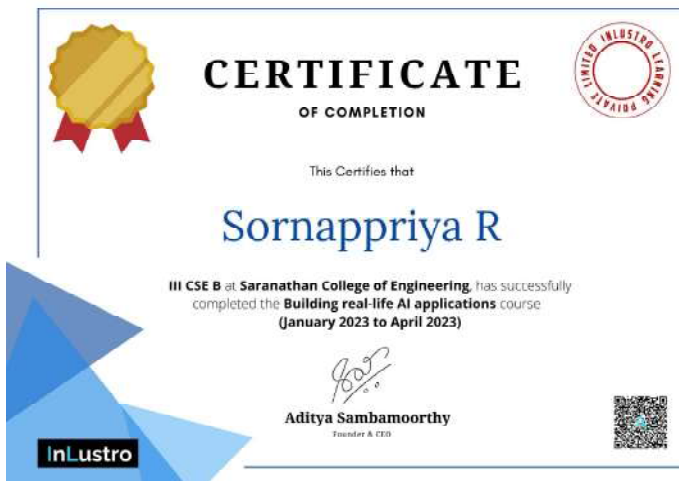 CERTIFICATE
OF COMPLETION
INLUSTRO LEARNING PRIVATE LIMITED
This Certifies that
Sornappriya R
III CSE B at Saranathan College of Engineering, has successfully
completed the Building real-life AI applications course
(January 2023 to April 2023)
Aditya Sambamoorthy
Founder & CEO
InLustro